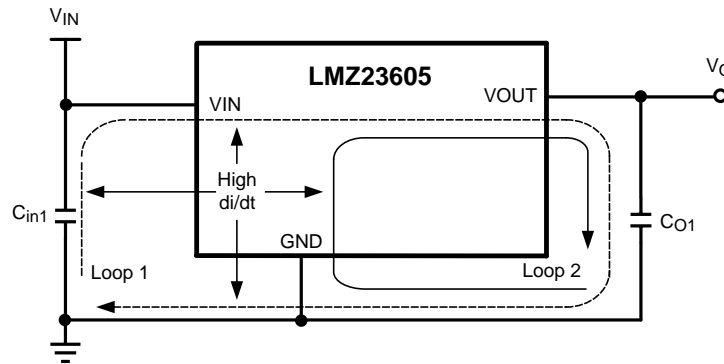 VIN
LMZ23605
VIN
VOUT
High
di/dt
Cin1
CO1
GND
Loop 1
Loop 2